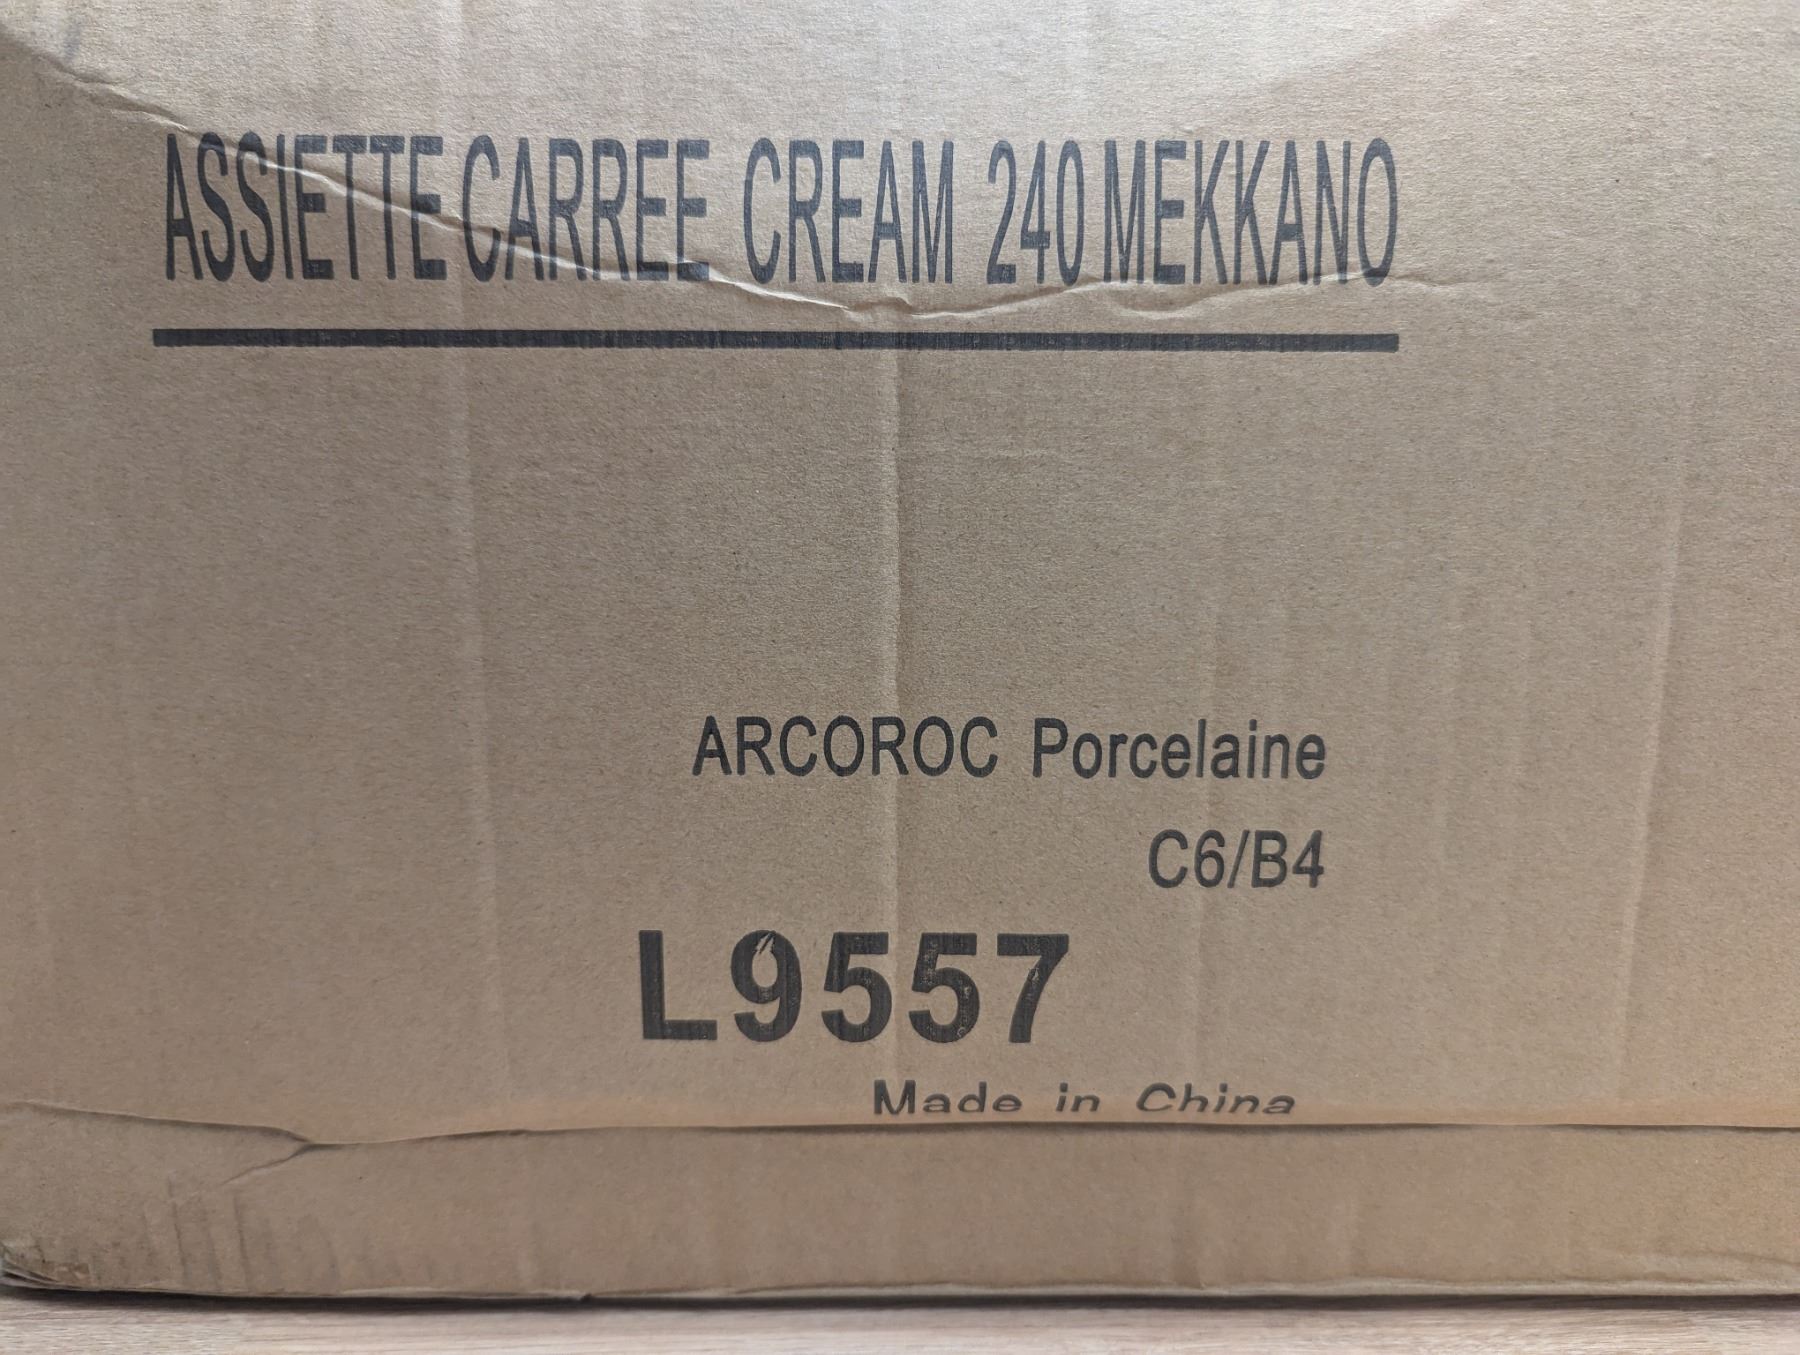 ASSIETTE CARREE CREAM 240 MEKKANO
ARCOROC Porcelaine
C6/B4
L9557
Made in China